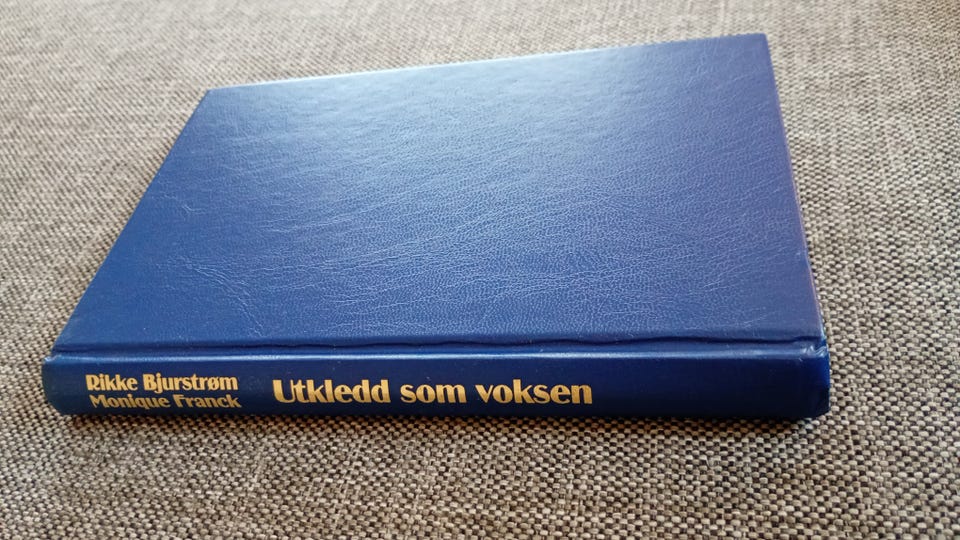 Rikke Bjurstrøm
Monique Franck
Utkledd som voksen